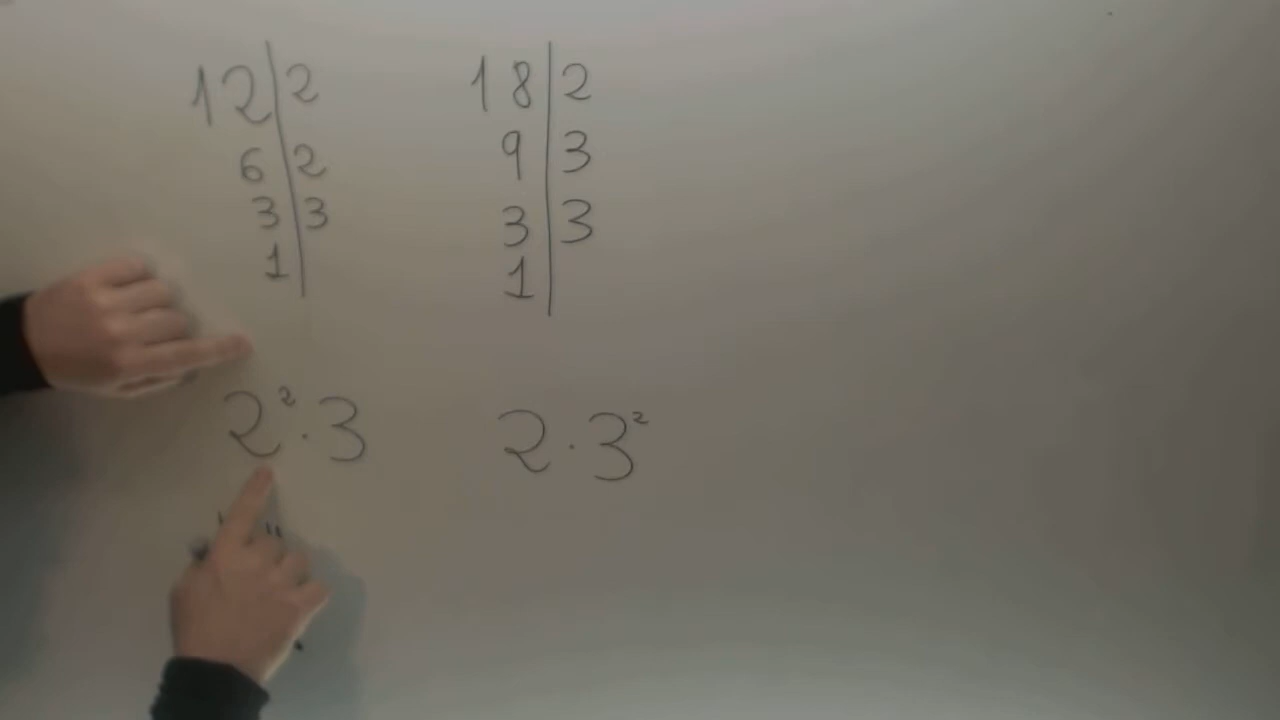 12 | 2
6 | 2
3 | 3
1 |
18 | 2
9 | 3
3 | 3
1 |
2² · 3
2 · 3²